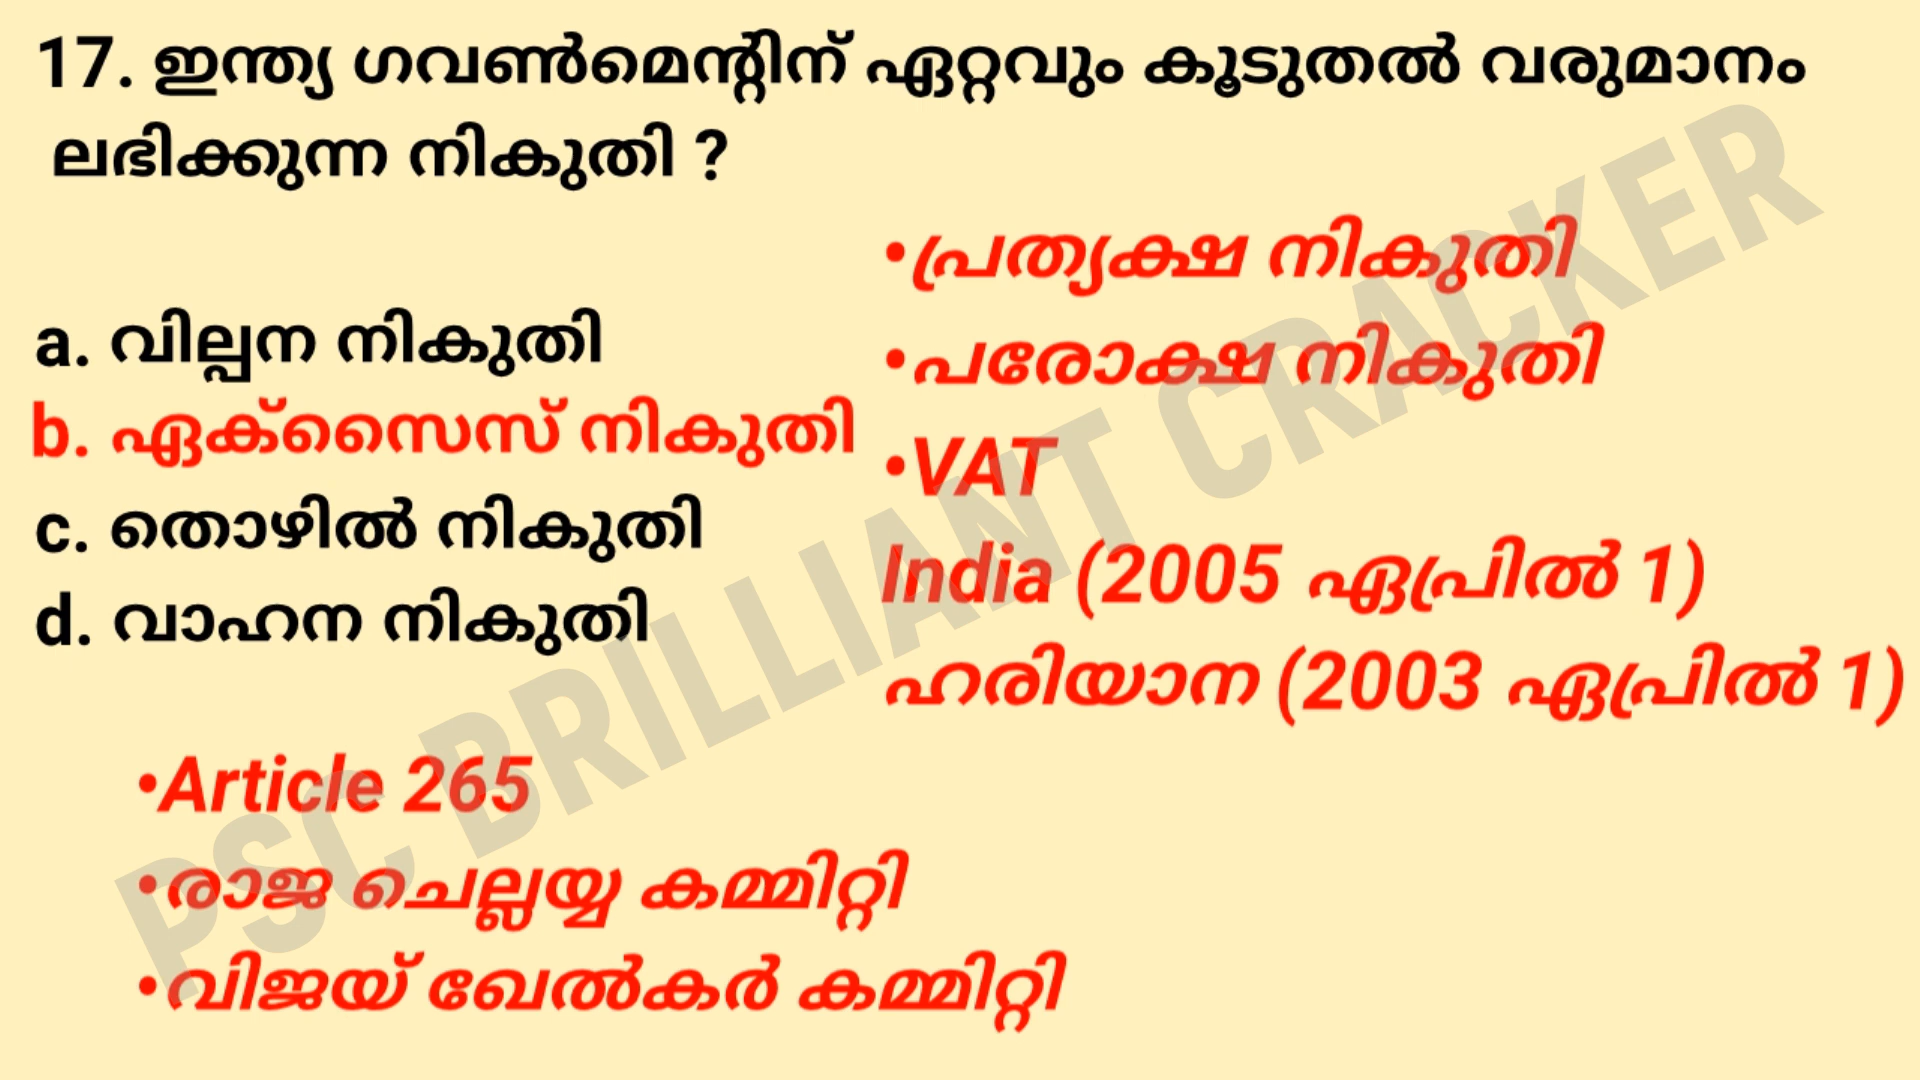 17. ഇന്ത്യ ഗവൺമെന്റിന് ഏറ്റവും കൂടുതൽ വരുമാനം
ലഭിക്കുന്ന നികുതി ?
a. വില്പന നികുതി
b. ഏക്സൈസ് നികുതി
c. തൊഴിൽ നികുതി
d. വാഹന നികുതി
•പ്രത്യക്ഷ നികുതി
•പരോക്ഷ നികുതി
•VAT
India (2005 ഏപ്രിൽ 1)
ഹരിയാന (2003 ഏപ്രിൽ 1)
•Article 265
•രാജ ചെല്ലയ്യ കമ്മിറ്റി
•വിജയ് ഖേൽകർ കമ്മിറ്റി
PSC BRILLIANT CRACKER